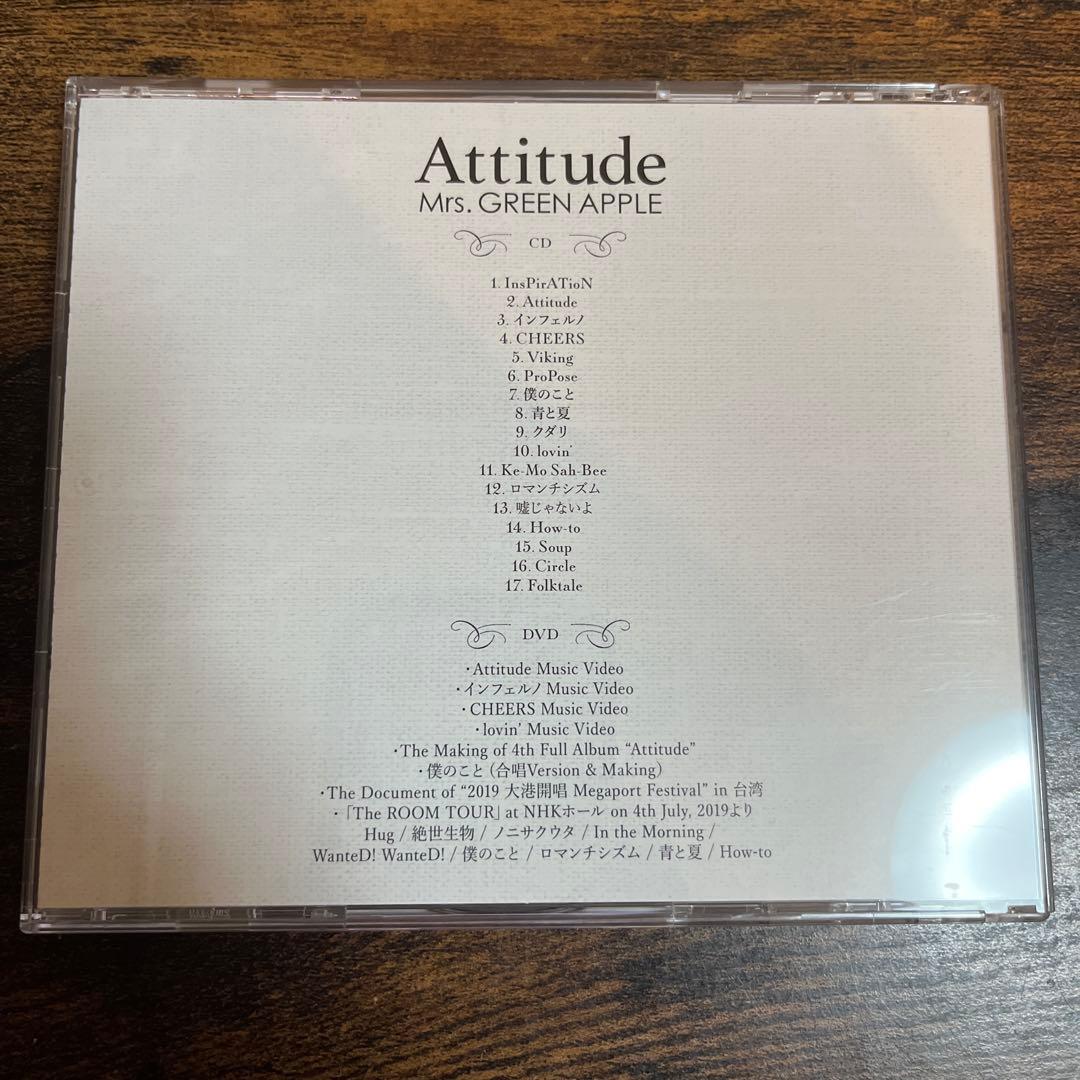 Attitude
Mrs. GREEN APPLE
CD
1. InsPirATioN
2. Attitude
3. インフェルノ
4. CHEERS
5. Viking
6. ProPose
7. 僕のこと
8. 青と夏
9. クダリ
10. lovin'
11. Ke-Mo Sah-Bee
12. ロマンチシズム
13. 嘘じゃないよ
14. How-to
15. Soup
16. Circle
17. Folktale
DVD
・Attitude Music Video
・インフェルノ Music Video
・CHEERS Music Video
・lovin' Music Video
・The Making of 4th Full Album “Attitude”
・僕のこと (合唱Version & Making)
・The Document of “2019 大港開唱 Megaport Festival” in 台湾
・「The ROOM TOUR」 at NHKホール on 4th July, 2019より
Hug / 絶世生物 / ノニサクウタ / In the Morning /
WanteD! WanteD! / 僕のこと / ロマンチシズム / 青と夏 / How-to